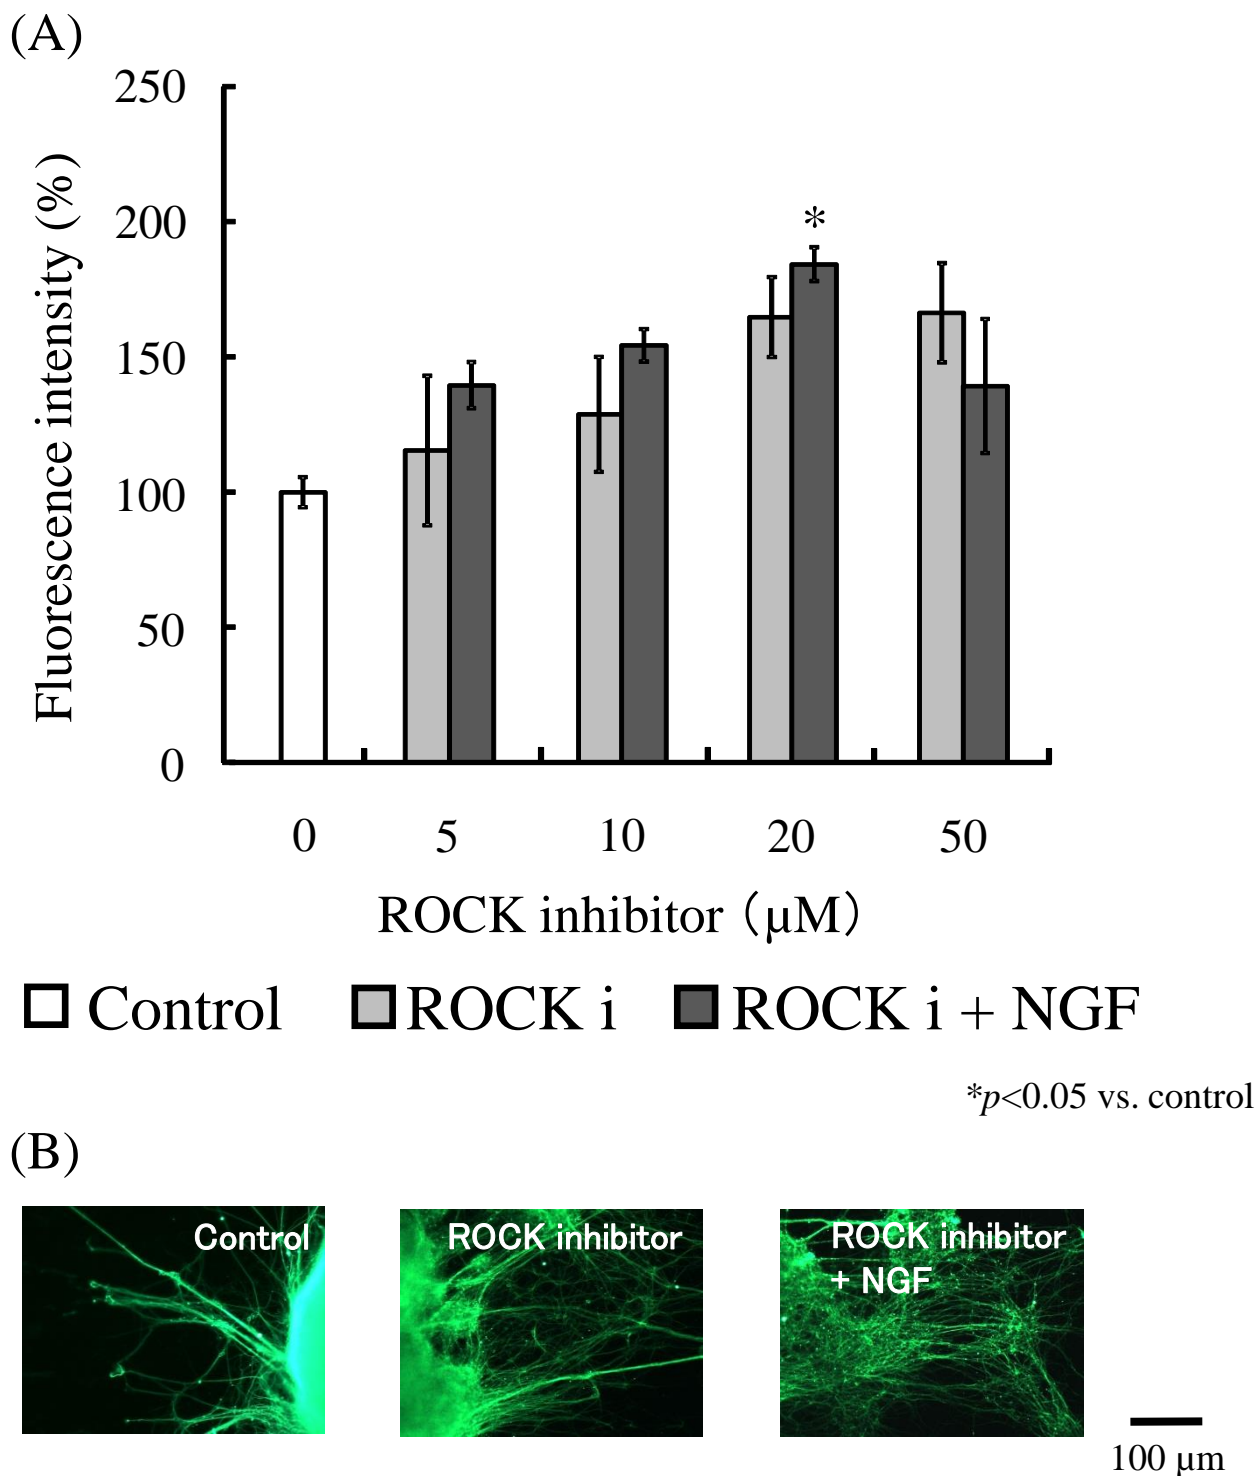 (A)
250
200
150
100
50
0
Fluorescence intensity (%)
*
0 5 10 20 50
ROCK inhibitor（µM）
Control ROCK i ROCK i + NGF
*p<0.05 vs. control
(B)
Control
ROCK inhibitor
ROCK inhibitor
+ NGF
100 µm